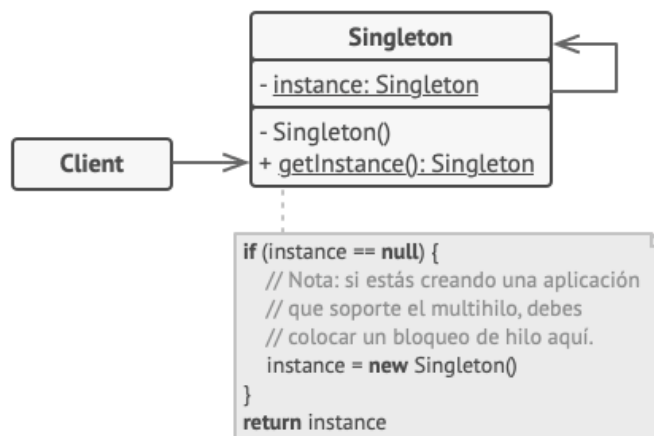 Singleton
- instance: Singleton
- Singleton()
+ getInstance(): Singleton
Client
if (instance == null) {
// Nota: si estás creando una aplicación
// que soporte el multihilo, debes
// colocar un bloqueo de hilo aquí.
instance = new Singleton()
}
return instance